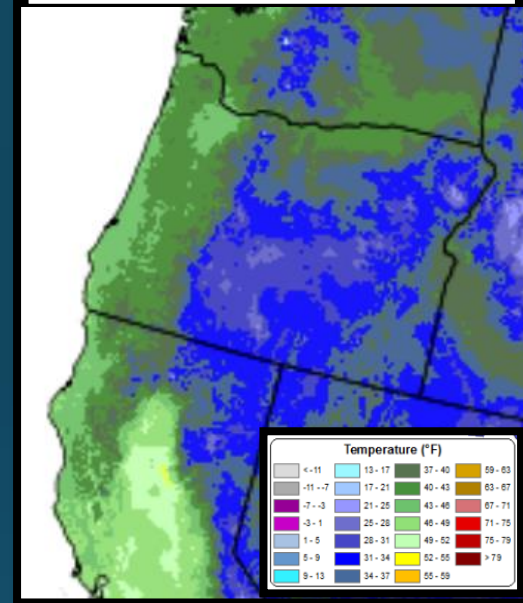 Temperature (°F)
< -11 13 - 17 37 - 40 59 - 63
-11 - -7 17 - 21 40 - 43 63 - 67
-7 - -3 21 - 25 43 - 46 67 - 71
-3 - 1 25 - 28 46 - 49 71 - 75
1 - 5 28 - 31 49 - 52 75 - 79
5 - 9 31 - 34 52 - 55 > 79
9 - 13 34 - 37 55 - 59